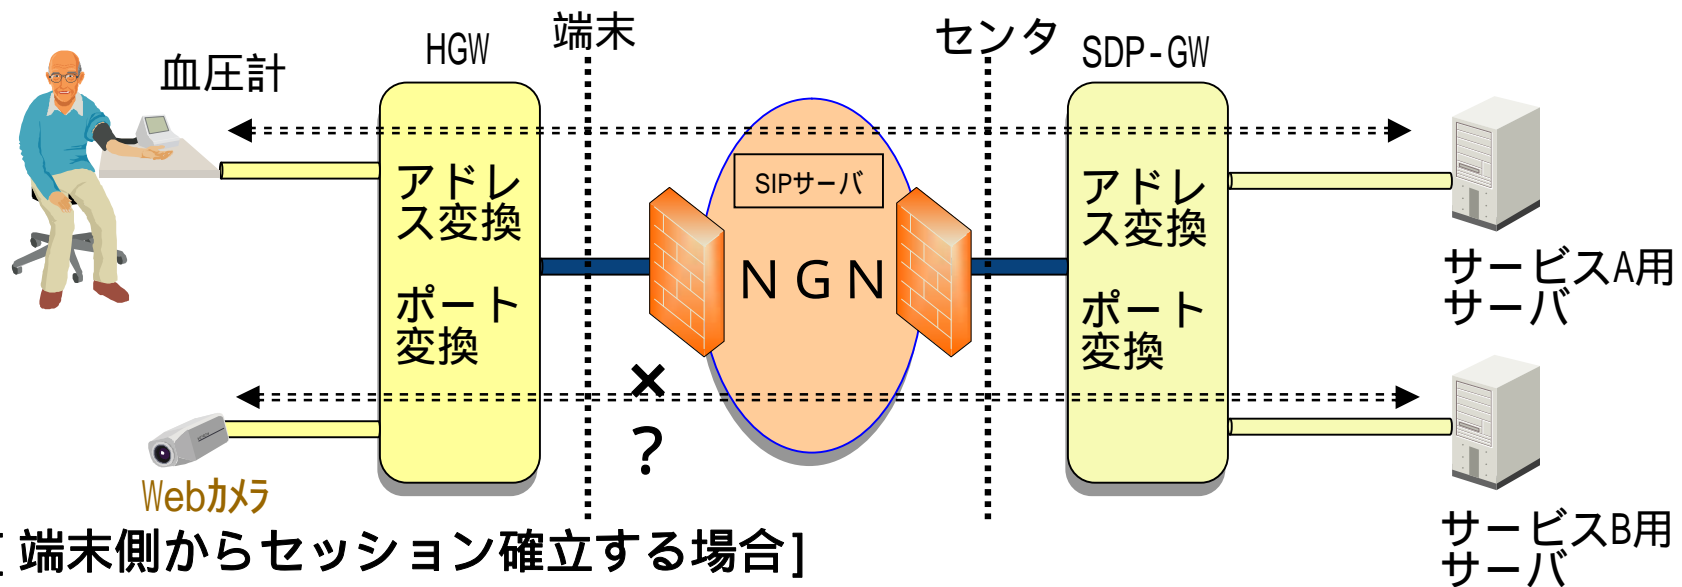 端末
センタ
HGW
SDP-GW
血圧計
アドレ
ス変換
ポート
変換
SIPサーバ
NGN
アドレ
ス変換
ポート
変換
サービスA用
サーバ
×
?
Webカメラ
サービスB用
サーバ
[端末側からセッション確立する場合]